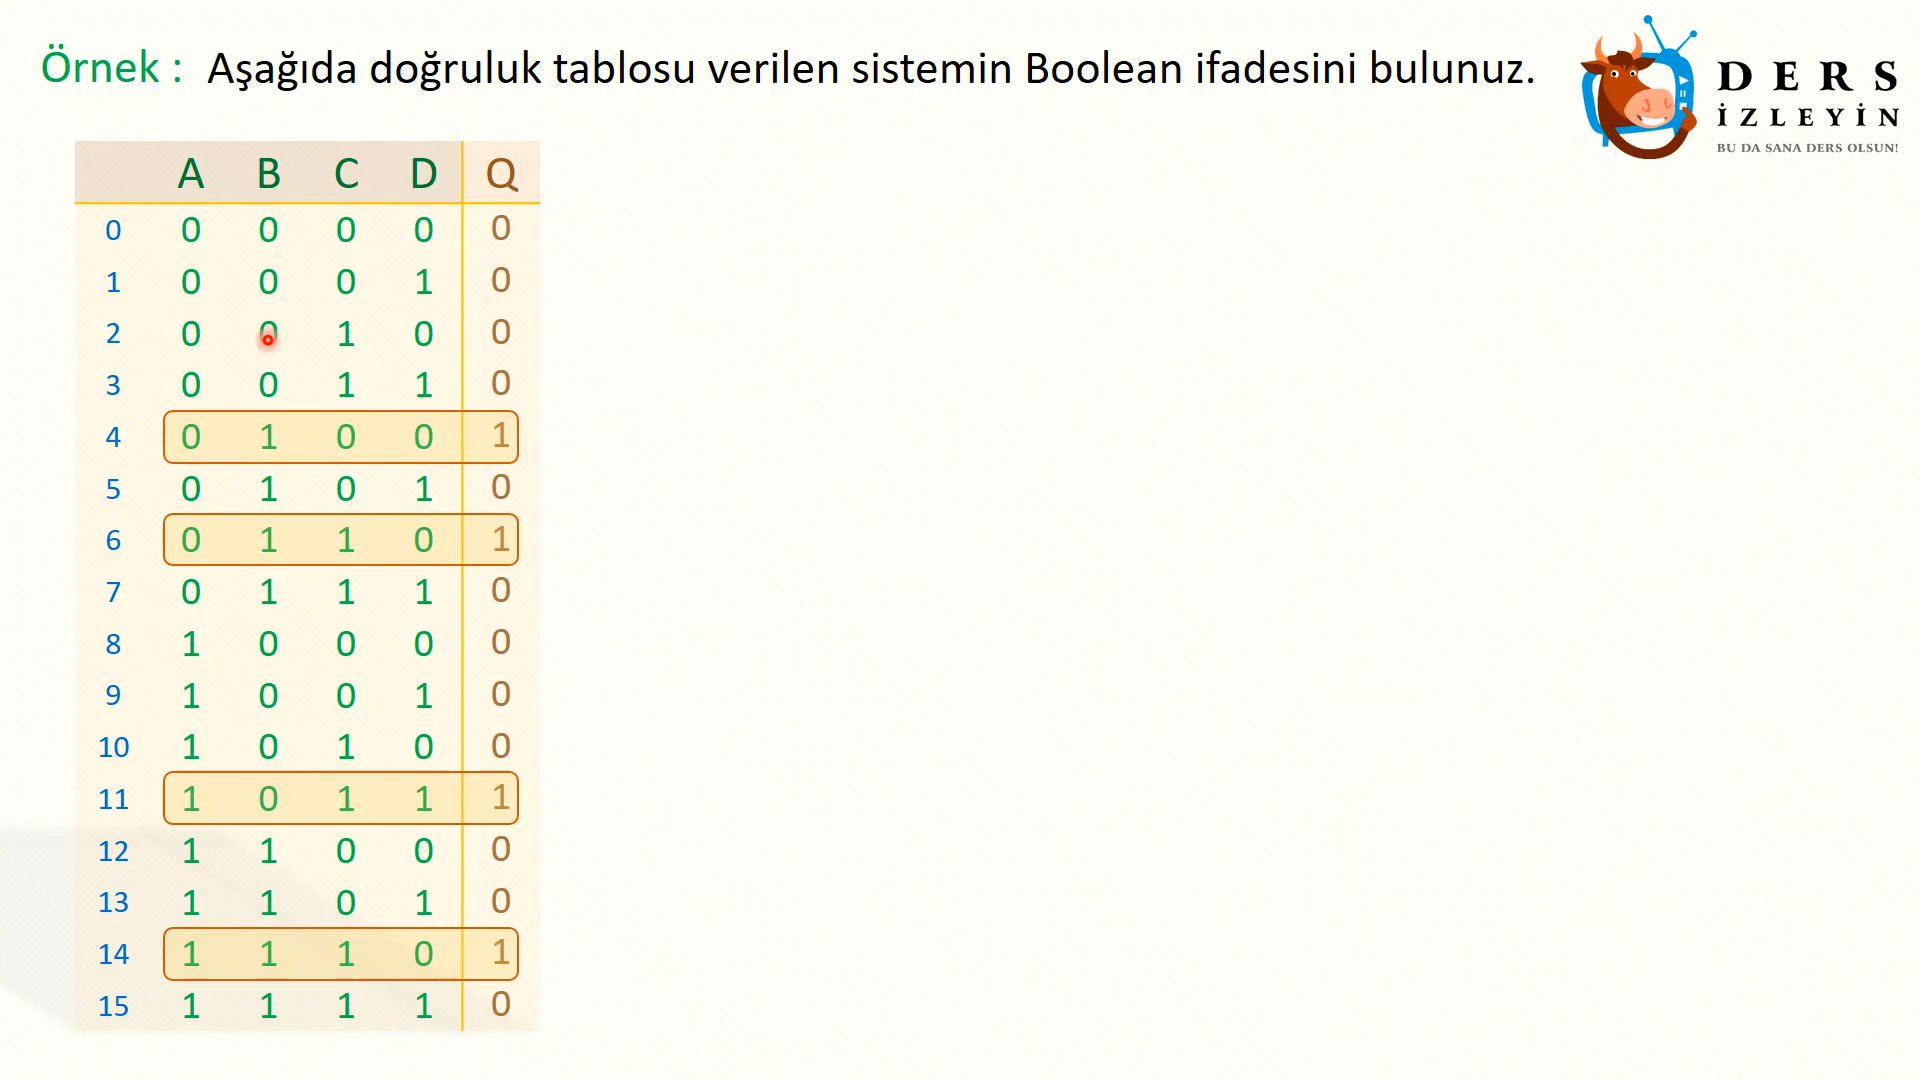 Örnek : Aşağıda doğruluk tablosu verilen sistemin Boolean ifadesini bulunuz.
DERS
İZLEYİN
BU DA SANA DERS OLSUN!
A B C D Q
0 0 0 0 0 0
1 0 0 0 1 0
2 0 0 1 0 0
3 0 0 1 1 0
4 0 1 0 0 1
5 0 1 0 1 0
6 0 1 1 0 1
7 0 1 1 1 0
8 1 0 0 0 0
9 1 0 0 1 0
10 1 0 1 0 0
11 1 0 1 1 1
12 1 1 0 0 0
13 1 1 0 1 0
14 1 1 1 0 1
15 1 1 1 1 0